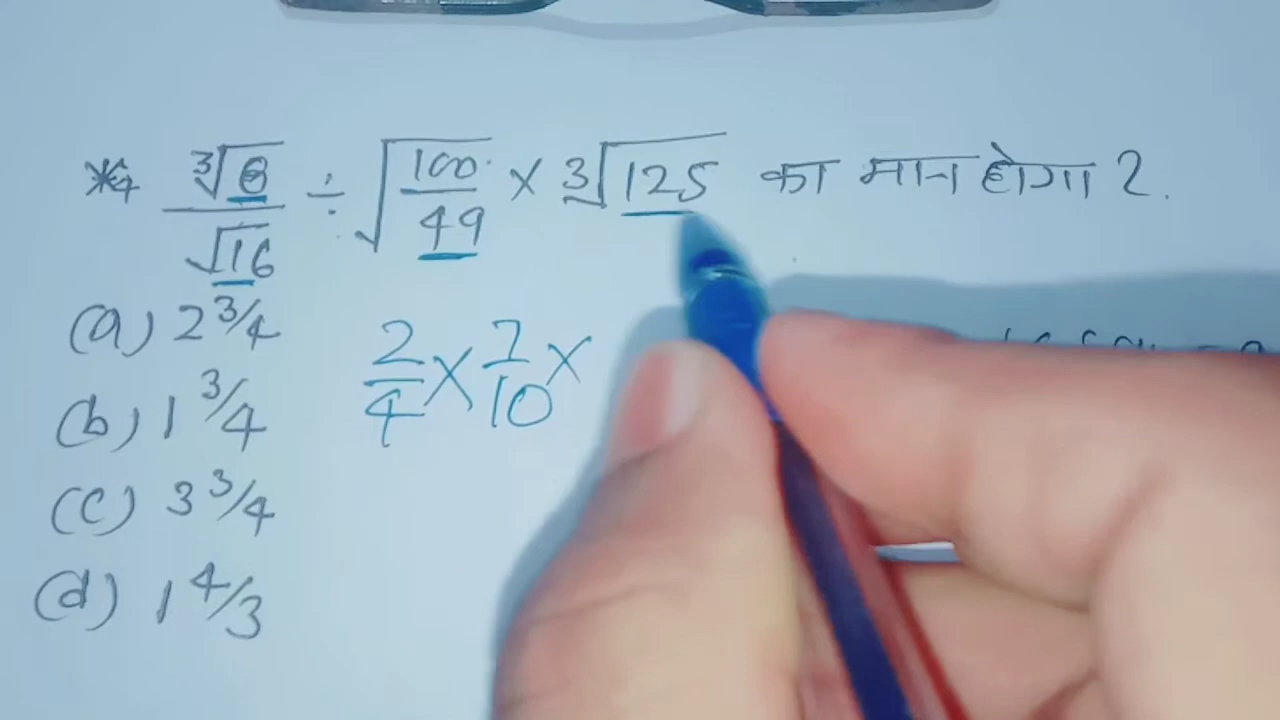 * ∛8/√16 ÷ √(100/49) × ∛125 का मान होगा ?.
(a) 2 3/4
(b) 1 3/4
(c) 3 3/4
(d) 1 4/3
2/4 × 7/10 ×